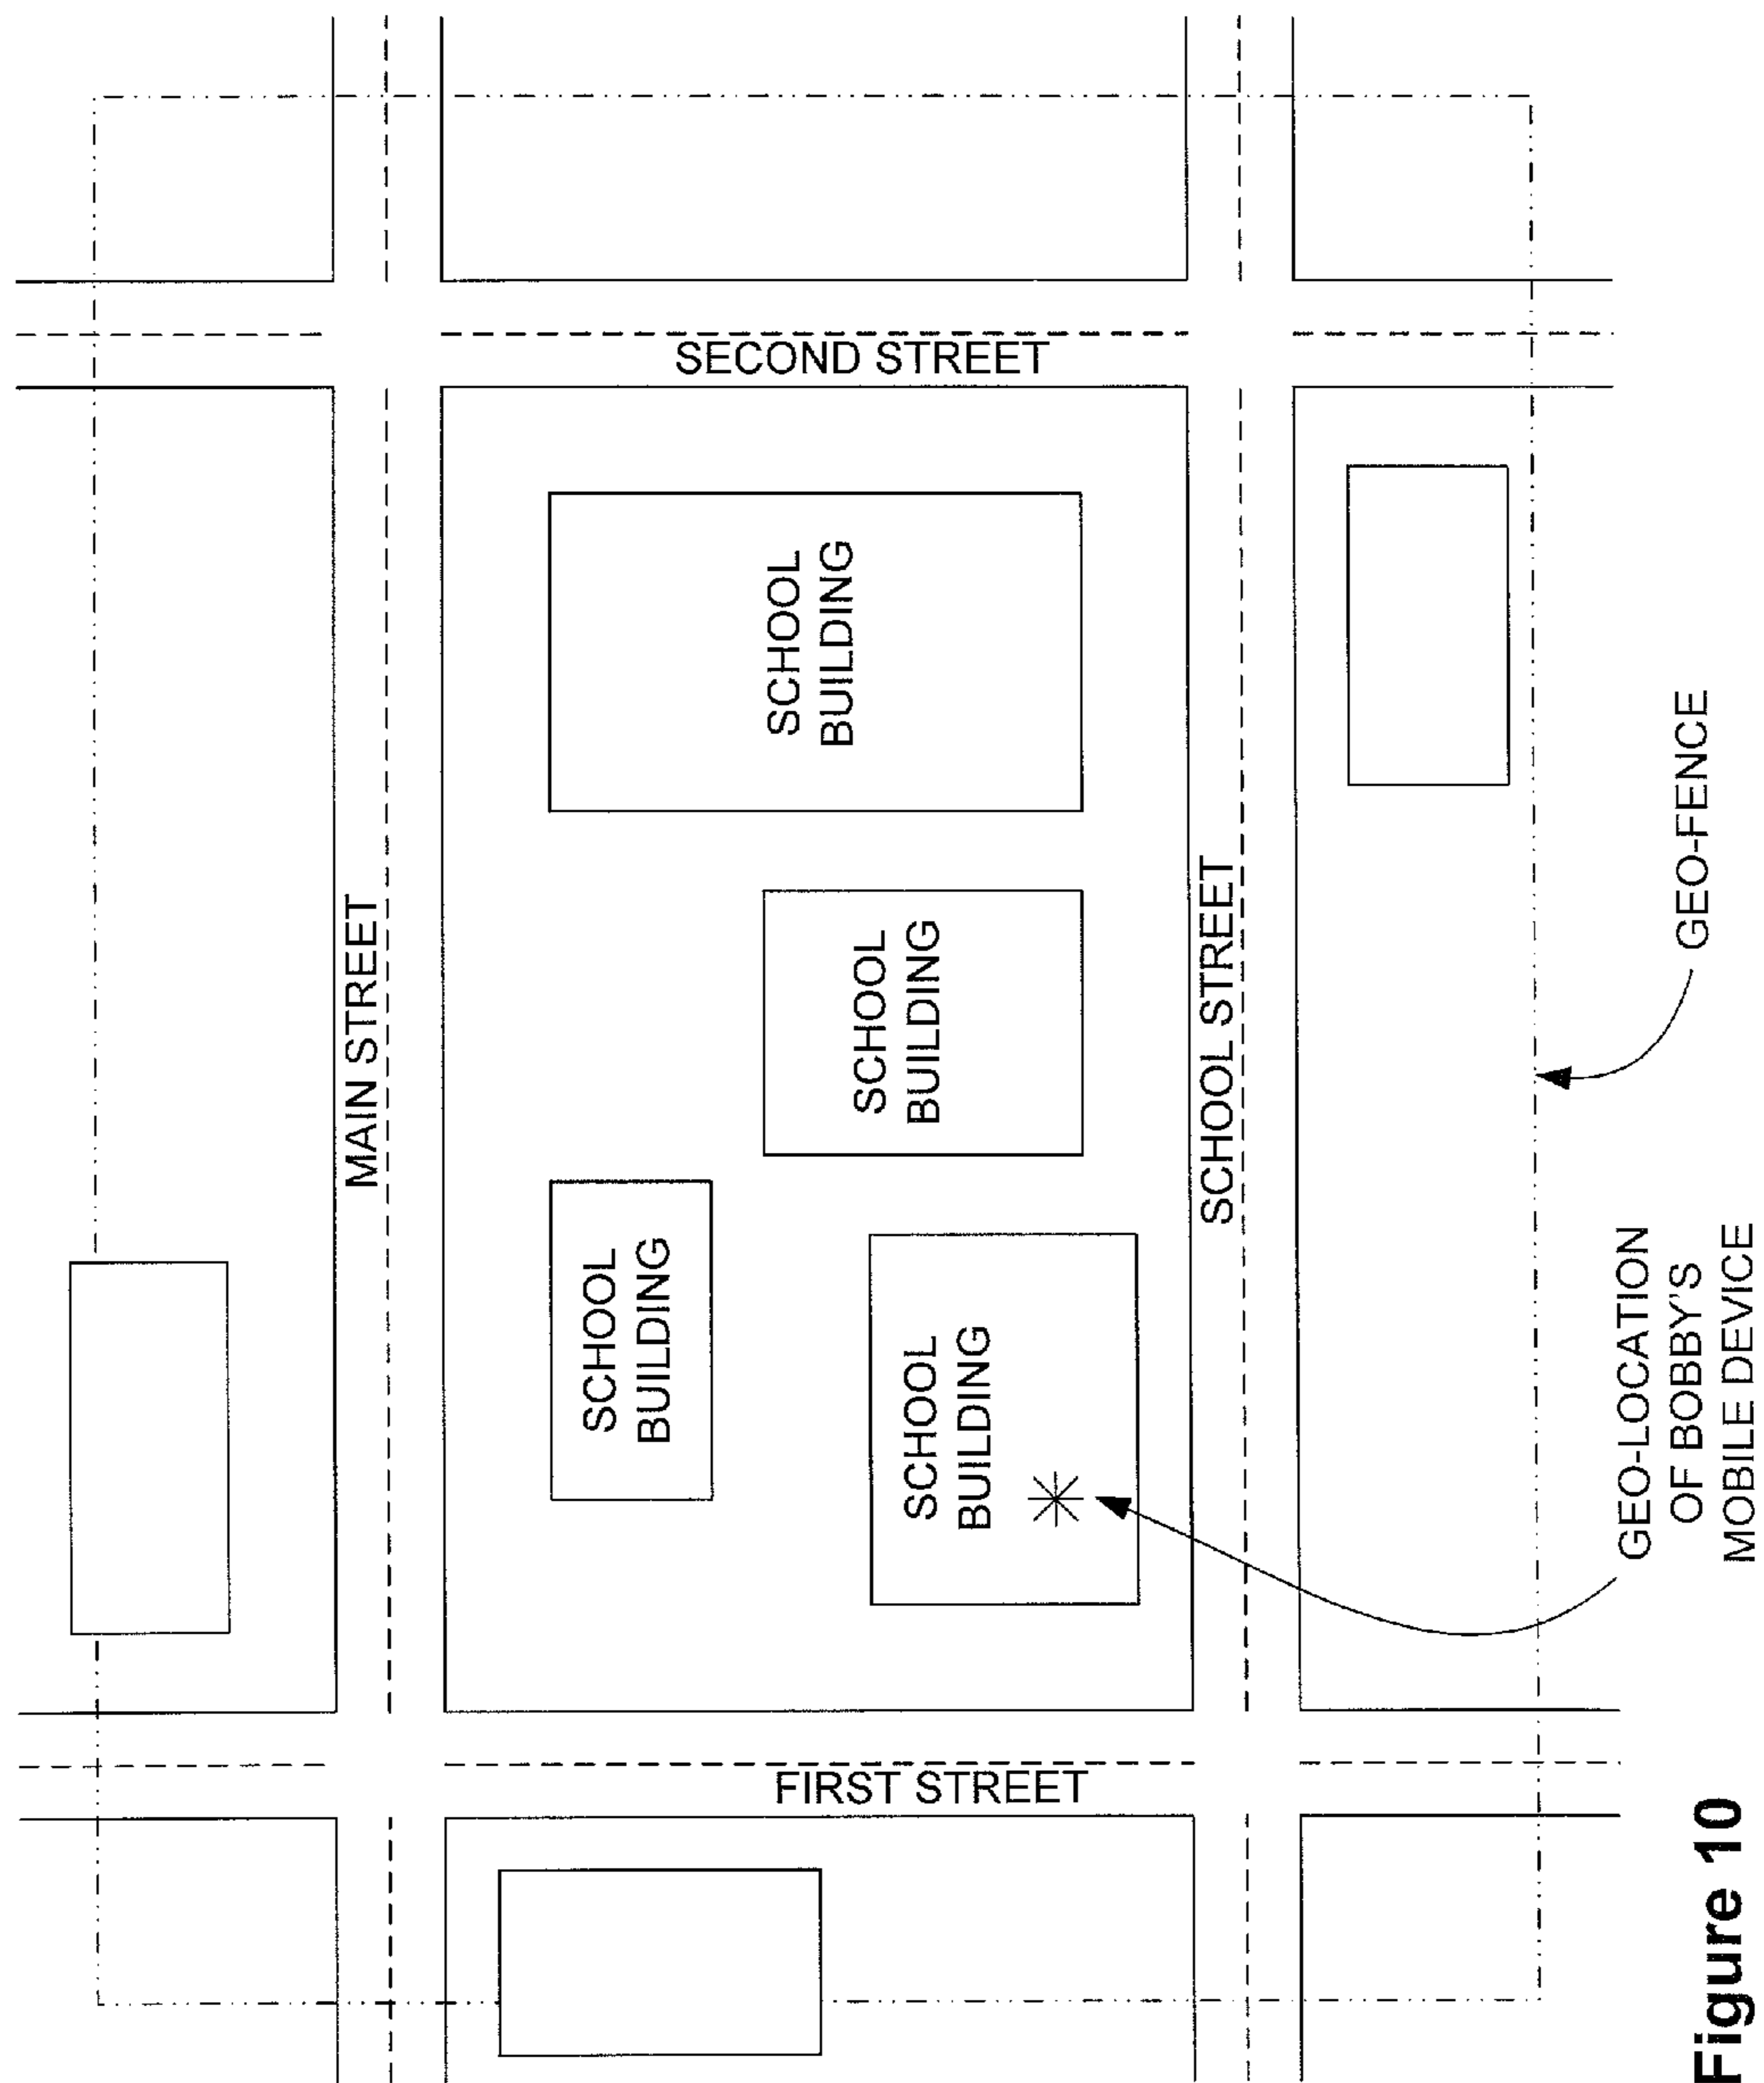 SECOND STREET
MAIN STREET
SCHOOL
BUILDING
SCHOOL
BUILDING
SCHOOL
BUILDING
SCHOOL
BUILDING
SCHOOL STREET
FIRST STREET
GEO-FENCE
GEO-LOCATION
OF BOBBY'S
MOBILE DEVICE
Figure 10